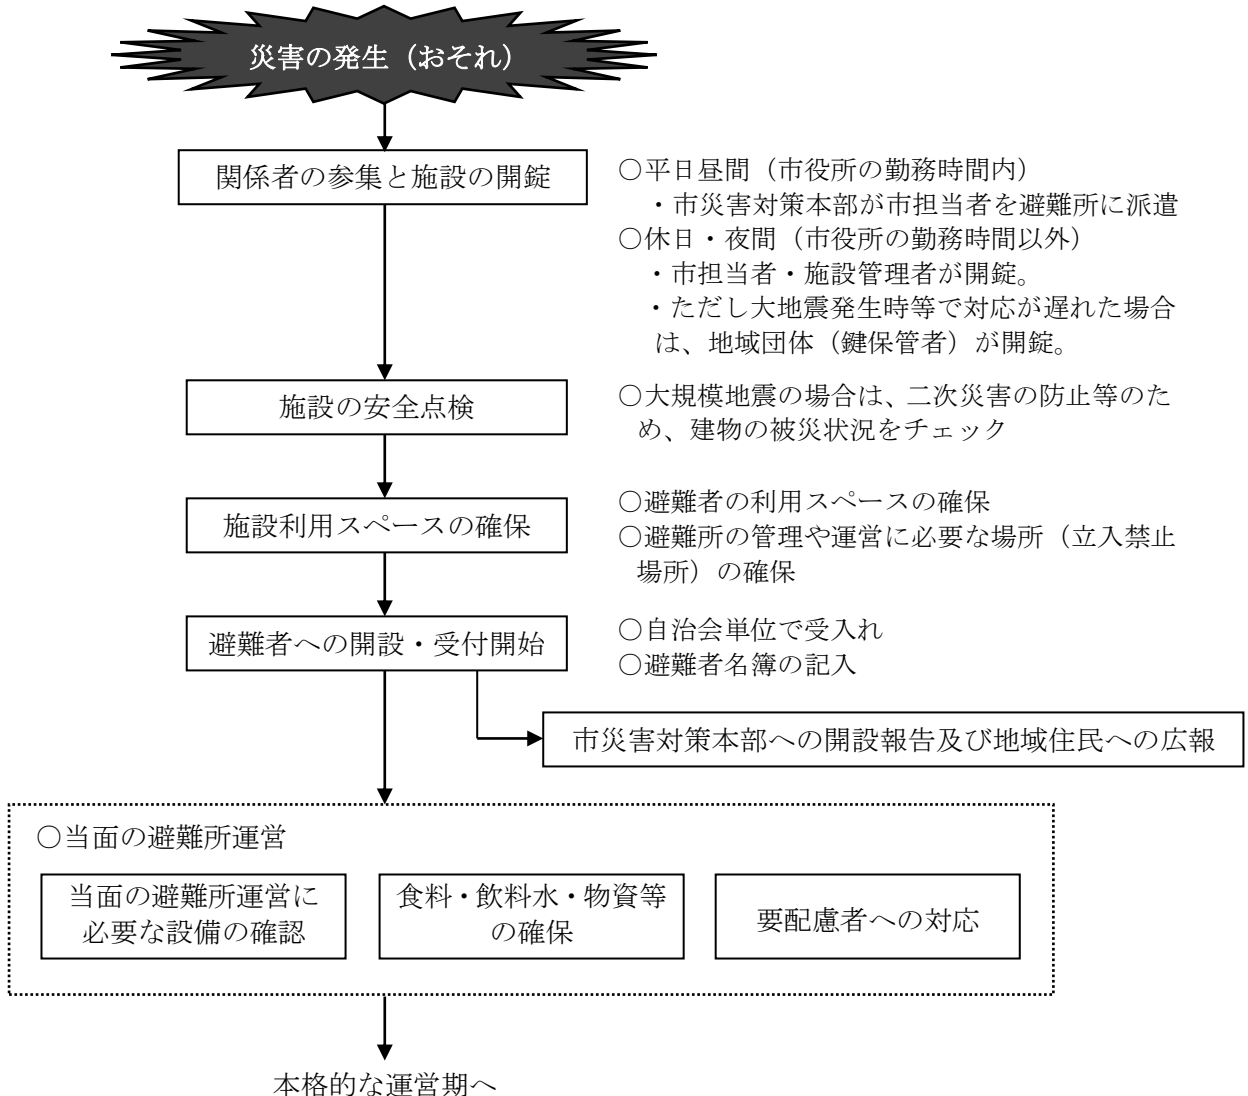 災害の発生（おそれ）
関係者の参集と施設の開錠
○平日昼間（市役所の勤務時間内）
・市災害対策本部が市担当者を避難所に派遣
○休日・夜間（市役所の勤務時間以外）
・市担当者・施設管理者が開錠。
・ただし大地震発生時等で対応が遅れた場合
は、地域団体（鍵保管者）が開錠。
施設の安全点検
○大規模地震の場合は、二次災害の防止等のた
め、建物の被災状況をチェック
施設利用スペースの確保
○避難者の利用スペースの確保
○避難所の管理や運営に必要な場所（立入禁止
場所）の確保
避難者への開設・受付開始
○自治会単位で受入れ
○避難者名簿の記入
市災害対策本部への開設報告及び地域住民への広報
○当面の避難所運営
当面の避難所運営に
必要な設備の確認
食料・飲料水・物資等
の確保
要配慮者への対応
本格的な運営期へ